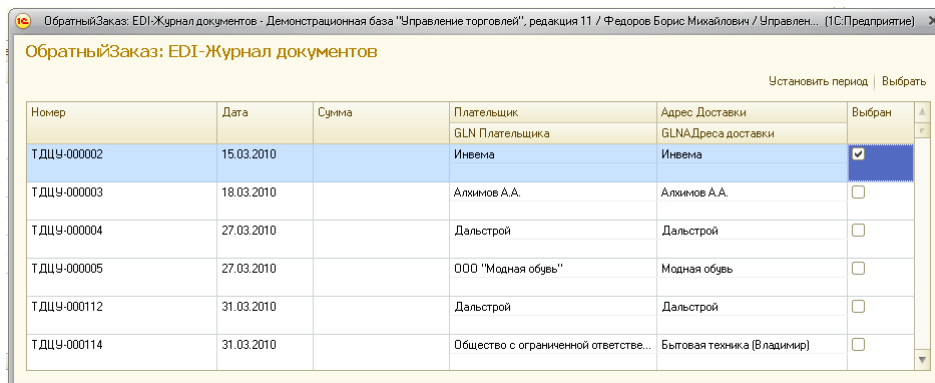 ОбратныйЗаказ: EDI-Журнал документов - Демонстрационная база "Управление торговлей", редакция 11 / Федоров Борис Михайлович / Управлен... (1С:Предприятие)
ОбратныйЗаказ: EDI-Журнал документов
Установить период Выбрать
Номер Дата Сумма Плательщик Адрес Доставки Выбран
GLN Плательщика GLNАДреса доставки
ТДЦУ-000002 15.03.2010 Инвема Инвема
ТДЦУ-000003 18.03.2010 Алхимов А.А. Алхимов А.А.
ТДЦУ-000004 27.03.2010 Дальстрой Дальстрой
ТДЦУ-000005 27.03.2010 ООО "Модная обувь" Модная обувь
ТДЦУ-000112 31.03.2010 Дальстрой Дальстрой
ТДЦУ-000114 31.03.2010 Общество с ограниченной ответстве... Бытовая техника (Владимир)